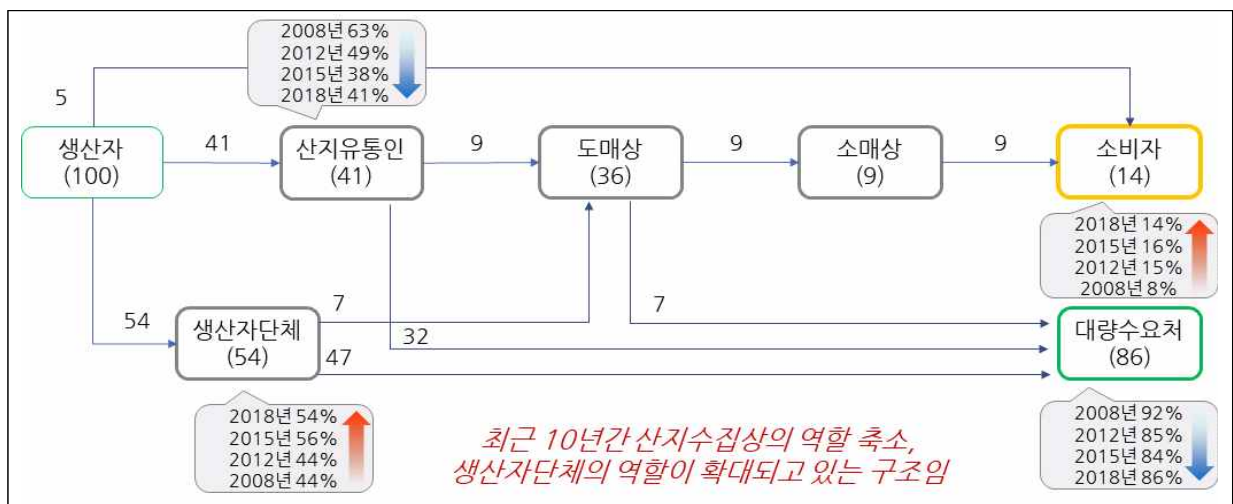 2008년 63%
2012년 49%
2015년 38%
2018년 41%
5
생산자
(100)
41
산지유통인
(41)
9
도매상
(36)
9
소매상
(9)
9
소비자
(14)
2018년 14%
2015년 16%
2012년 15%
2008년 8%
54
생산자단체
(54)
7
47
32
7
대량수요처
(86)
2018년 54%
2015년 56%
2012년 44%
2008년 44%
최근 10년간 산지수집상의 역할 축소,
생산자단체의 역할이 확대되고 있는 구조임
2008년 92%
2012년 85%
2015년 84%
2018년 86%